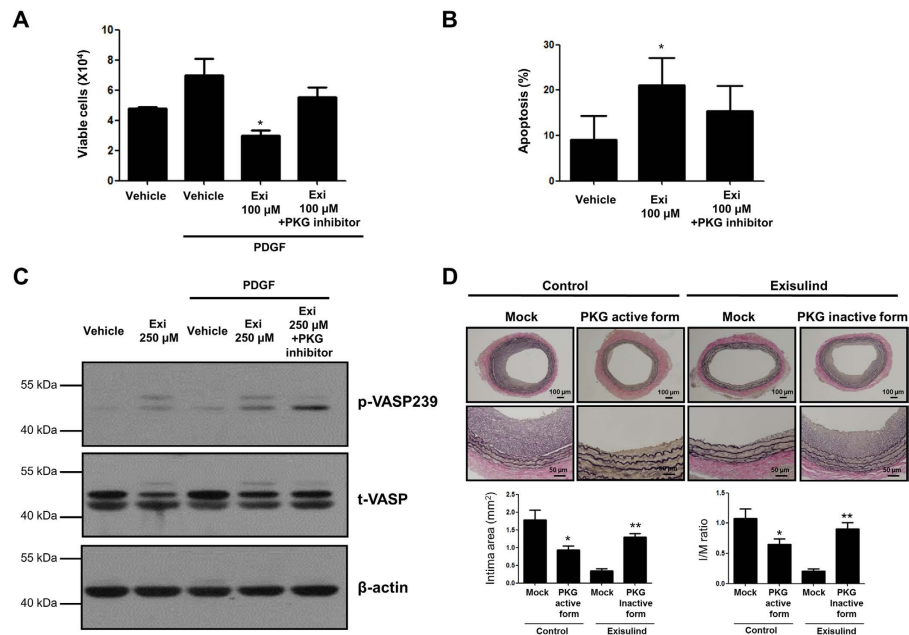 A
Viable cells (X10⁴)
10
8
6
4
2
0
*
Vehicle
Vehicle
Exi
100 µM
Exi
100 µM
+PKG inhibitor
PDGF
B
Apoptosis (%)
30
20
10
0
*
Vehicle
Exi
100 µM
Exi
100 µM
+PKG inhibitor
C
PDGF
Vehicle
Exi
250 µM
Vehicle
Exi
250 µM
Exi
250 µM
+PKG
inhibitor
55 kDa
40 kDa
p-VASP239
55 kDa
40 kDa
t-VASP
55 kDa
40 kDa
β-actin
D
Control
Exisulind
Mock
PKG active form
Mock
PKG inactive form
100 µm
100 µm
100 µm
100 µm
50 µm
50 µm
50 µm
50 µm
Intima area (mm²)
2.5
2.0
1.5
1.0
0.5
0.0
*
**
Mock
PKG
active
form
Mock
PKG
Inactive
form
Control
Exisulind
I/M ratio
1.5
1.0
0.5
0.0
*
**
Mock
PKG
active
form
Mock
PKG
Inactive
form
Control
Exisulind